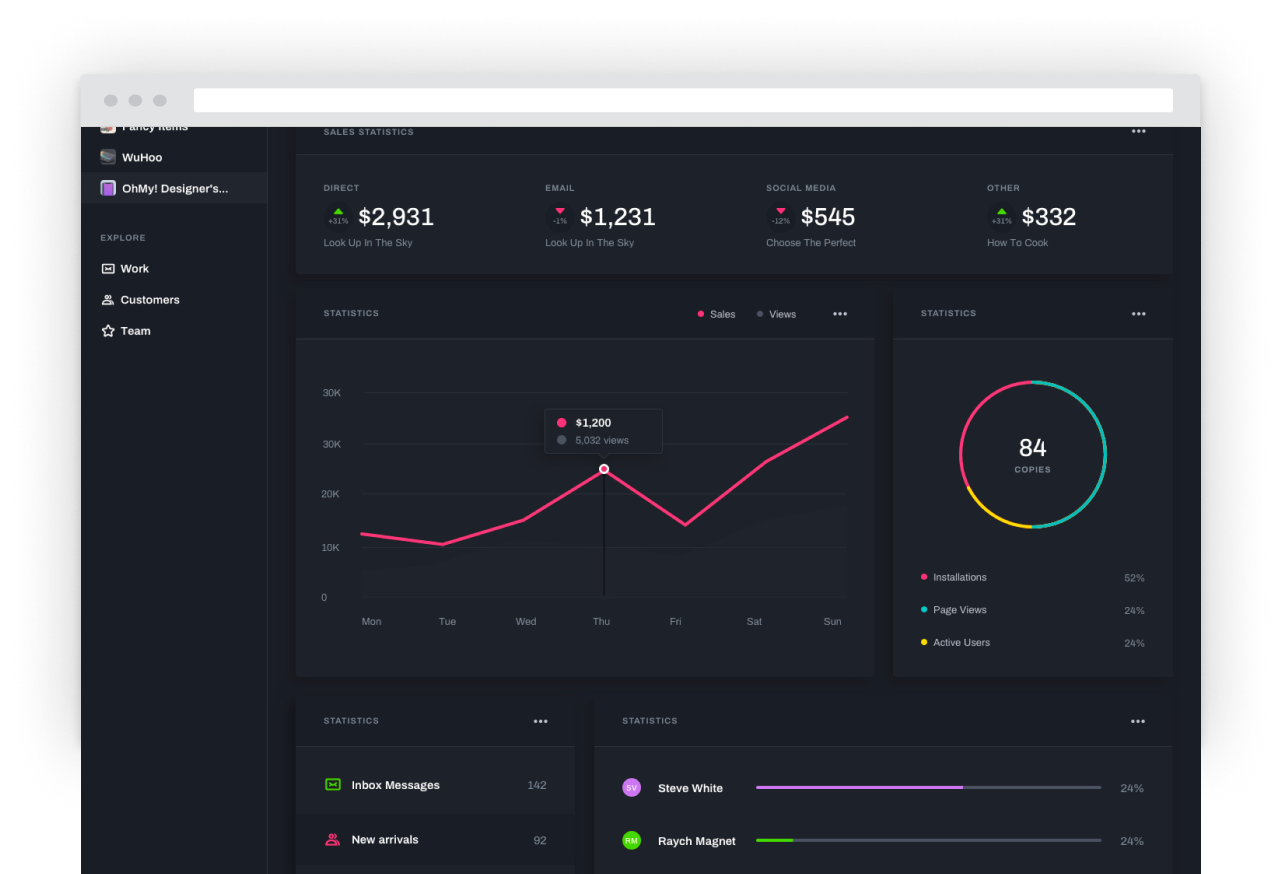 Fancy Items
WuHoo
OhMy! Designer's...
EXPLORE
Work
Customers
Team
SALES STATISTICS
DIRECT
+31% $2,931
Look Up In The Sky
EMAIL
-1% $1,231
Look Up In The Sky
SOCIAL MEDIA
-12% $545
Choose The Perfect
OTHER
+31% $332
How To Cook
STATISTICS
Sales Views
30K
30K
20K
10K
0
$1,200
5,032 views
Mon Tue Wed Thu Fri Sat Sun
STATISTICS
84
COPIES
Installations 52%
Page Views 24%
Active Users 24%
STATISTICS
Inbox Messages 142
New arrivals 92
STATISTICS
SV Steve White 24%
RM Raych Magnet 24%